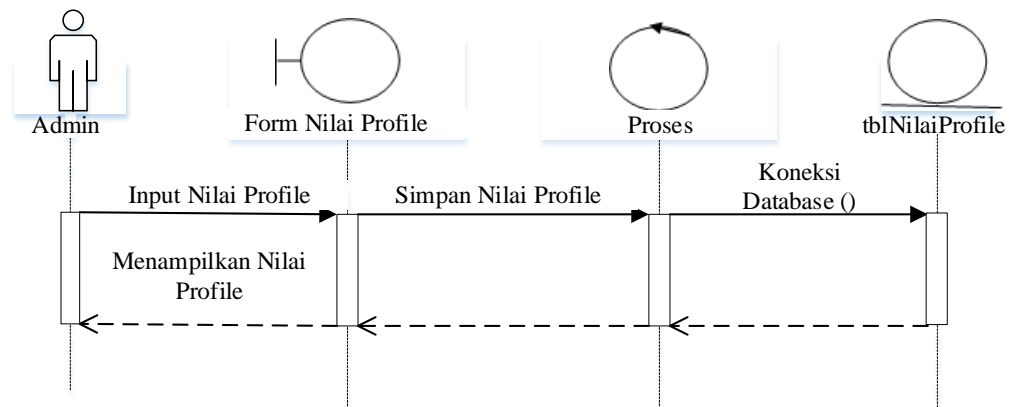 Admin
Form Nilai Profile
Proses
tblNilaiProfile
Input Nilai Profile
Simpan Nilai Profile
Koneksi
Database ()
Menampilkan Nilai
Profile